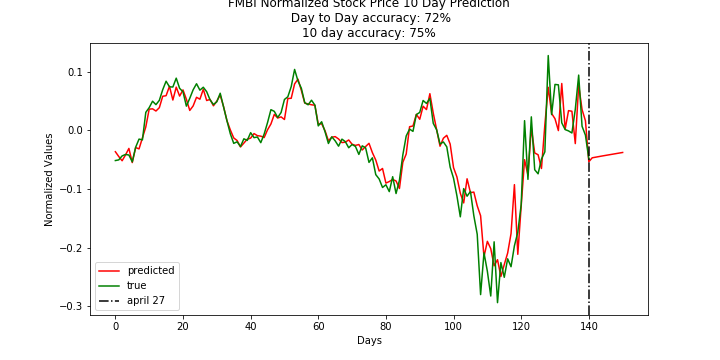 FMBI Normalized Stock Price 10 Day Prediction
Day to Day accuracy: 72%
10 day accuracy: 75%
Normalized Values
0.1
0.0
−0.1
−0.2
−0.3
predicted
true
april 27
0
20
40
60
80
100
120
140
Days